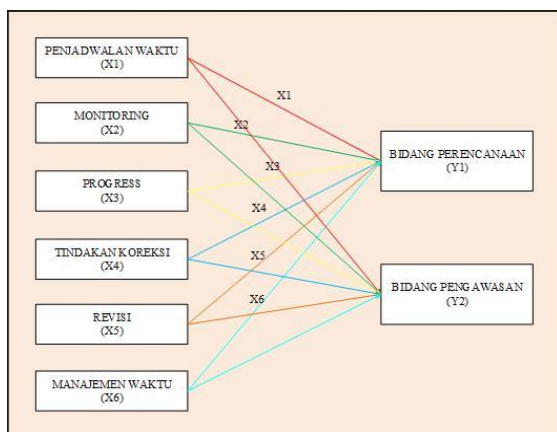 PENJADWALAN WAKTU
(X1)
MONITORING
(X2)
PROGRESS
(X3)
TINDAKAN KOREKSI
(X4)
REVISI
(X5)
MANAJEMEN WAKTU
(X6)
X1
X2
X3
X4
X5
X6
BIDANG PERENCANAAN
(Y1)
BIDANG PENGAWASAN
(Y2)